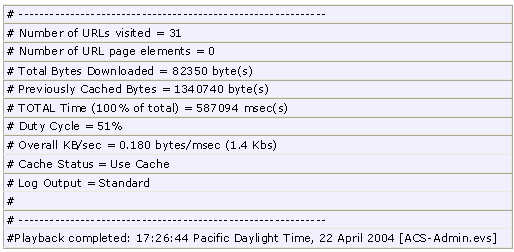 # -------------------------------------------------------
# Number of URLs visited = 31
# Number of URL page elements = 0
# Total Bytes Downloaded = 82350 byte(s)
# Previously Cached Bytes = 1340740 byte(s)
# TOTAL Time (100% of total) = 587094 msec(s)
# Duty Cycle = 51%
# Overall KB/sec = 0.180 bytes/msec (1.4 Kbs)
# Cache Status = Use Cache
# Log Output = Standard
#
# -------------------------------------------------------
#Playback completed: 17:26:44 Pacific Daylight Time, 22 April 2004 [ACS-Admin.evs]